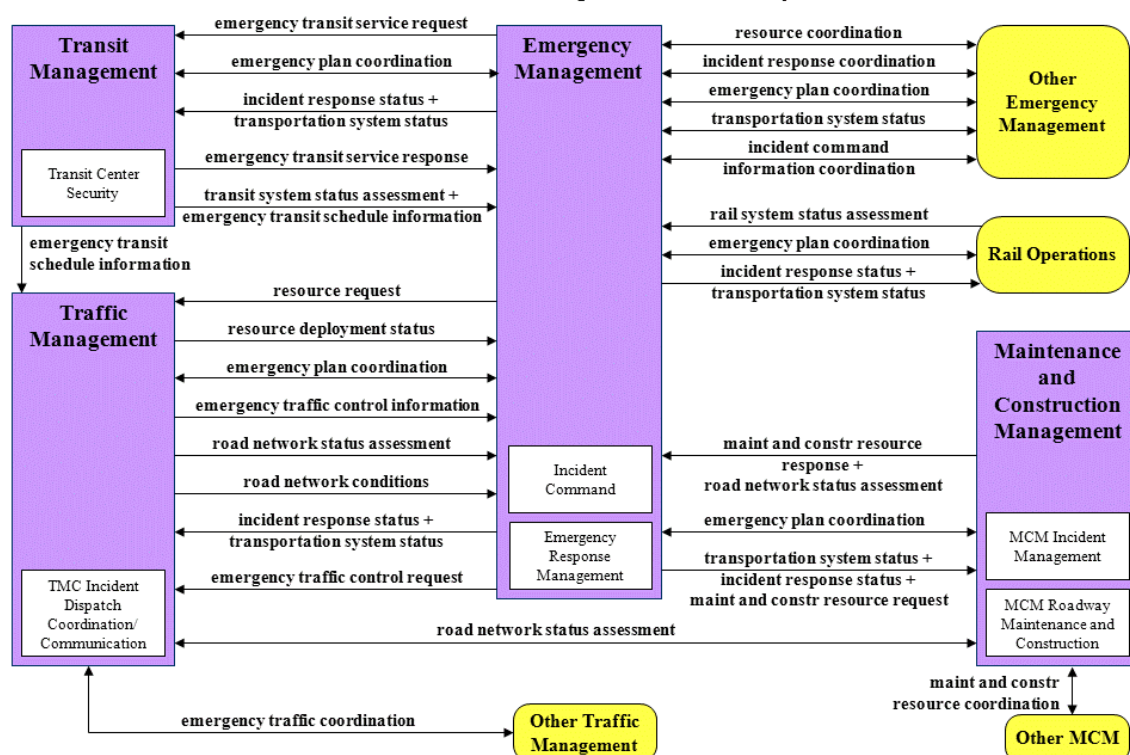 Transit
Management
Transit Center
Security
emergency transit service request
emergency plan coordination
incident response status +
transportation system status
emergency transit service response
transit system status assessment +
emergency transit schedule information
Emergency
Management
Incident
Command
Emergency
Response
Management
resource coordination
incident response coordination
emergency plan coordination
transportation system status
incident command
information coordination
Other
Emergency
Management
rail system status assessment
emergency plan coordination
incident response status +
transportation system status
Rail Operations
emergency transit
schedule information
Traffic
Management
TMC Incident
Dispatch
Coordination/
Communication
resource request
resource deployment status
emergency plan coordination
emergency traffic control information
road network status assessment
road network conditions
incident response status +
transportation system status
emergency traffic control request
maint and constr resource
response +
road network status assessment
emergency plan coordination
transportation system status +
incident response status +
maint and constr resource request
Maintenance
and
Construction
Management
MCM Incident
Management
MCM Roadway
Maintenance and
Construction
road network status assessment
emergency traffic coordination
Other Traffic
Management
maint and constr
resource coordination
Other MCM